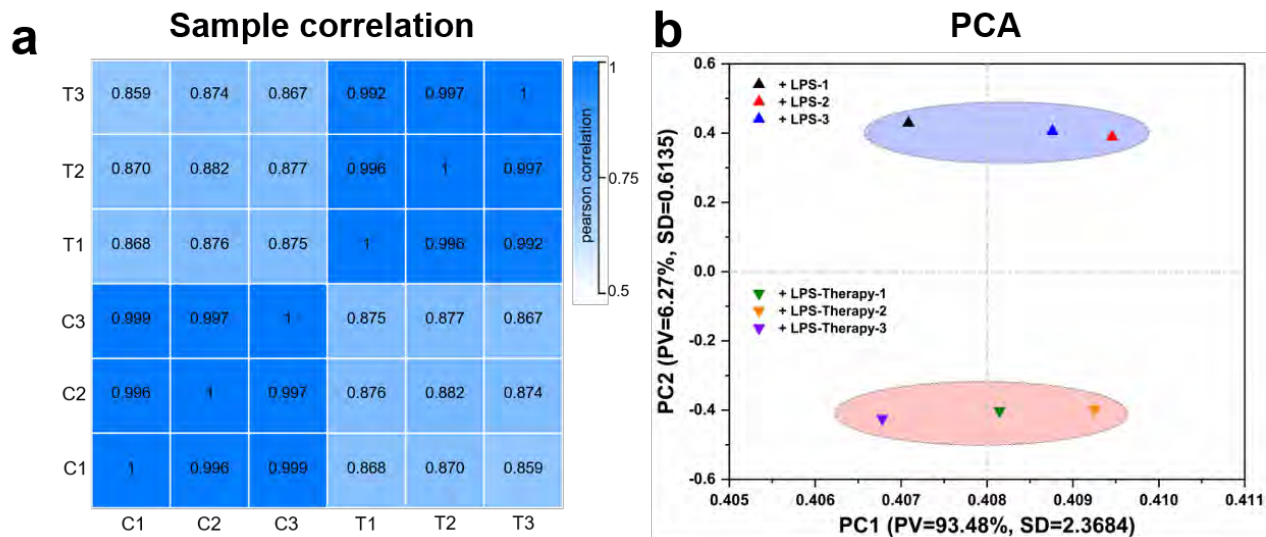 a
Sample correlation
T3 0.859 0.874 0.867 0.992 0.997 1
T2 0.870 0.882 0.877 0.996 1 0.997
T1 0.868 0.876 0.875 1 0.996 0.992
C3 0.999 0.997 1 0.875 0.877 0.867
C2 0.996 1 0.997 0.876 0.882 0.874
C1 1 0.996 0.999 0.868 0.870 0.859
C1 C2 C3 T1 T2 T3
1
0.75
0.5
pearson correlation
b
PCA
+ LPS-1
+ LPS-2
+ LPS-3
+ LPS-Therapy-1
+ LPS-Therapy-2
+ LPS-Therapy-3
0.6
0.4
0.2
0.0
-0.2
-0.4
-0.6
PC2 (PV=6.27%, SD=0.6135)
0.405 0.406 0.407 0.408 0.409 0.410 0.411
PC1 (PV=93.48%, SD=2.3684)